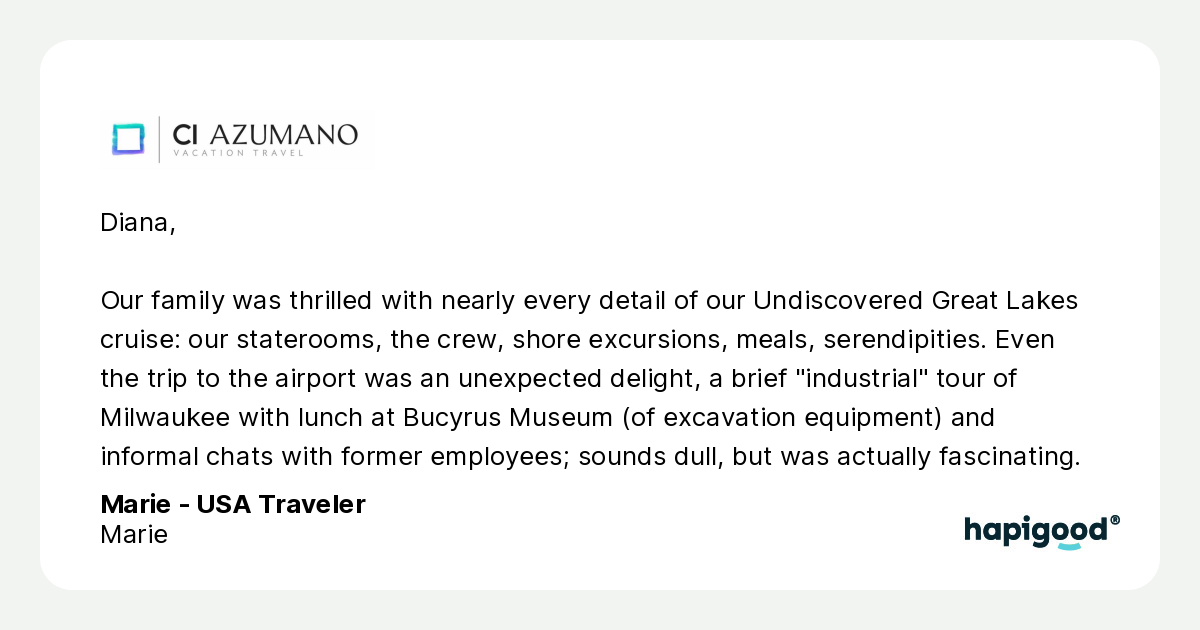 CI AZUMANO
VACATION TRAVEL
Diana,
Our family was thrilled with nearly every detail of our Undiscovered Great Lakes
cruise: our staterooms, the crew, shore excursions, meals, serendipities. Even
the trip to the airport was an unexpected delight, a brief "industrial" tour of
Milwaukee with lunch at Bucyrus Museum (of excavation equipment) and
informal chats with former employees; sounds dull, but was actually fascinating.
Marie - USA Traveler
Marie
hapigood®